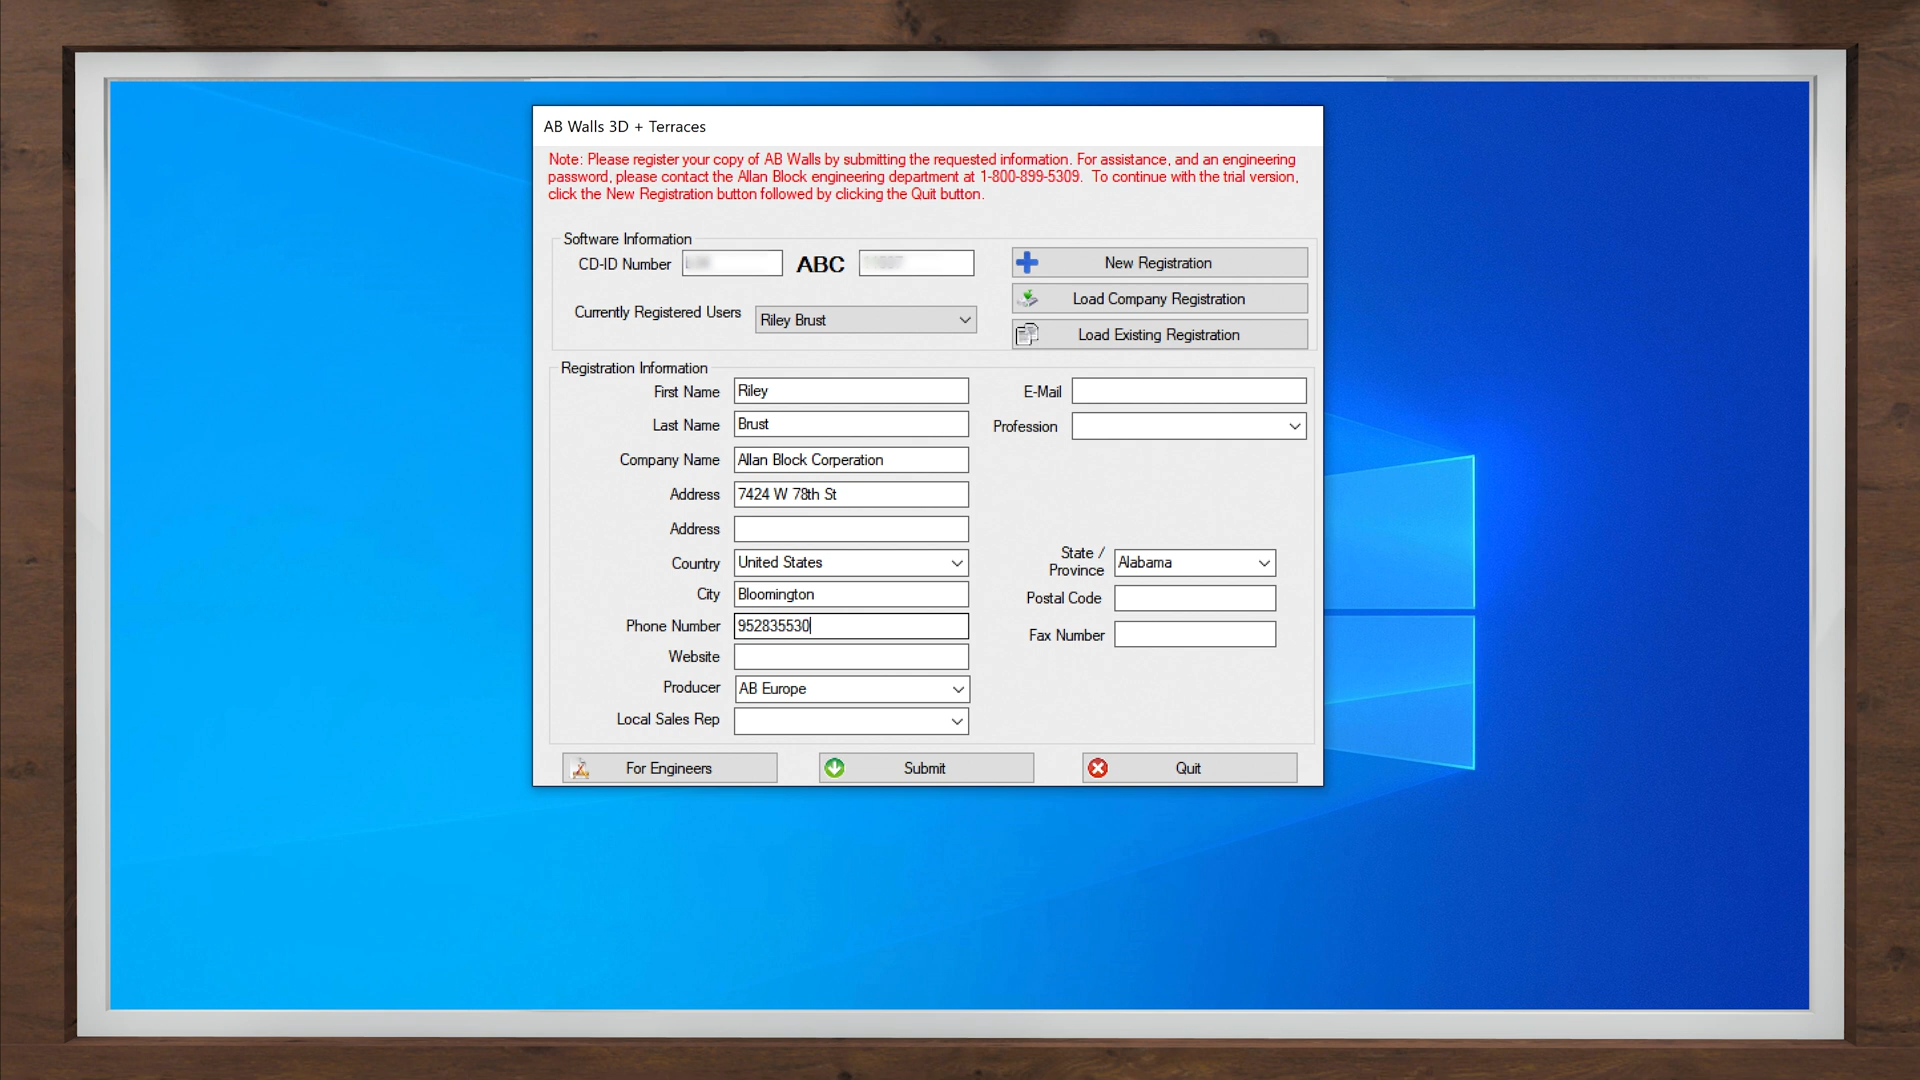 AB Walls 3D + Terraces
Note: Please register your copy of AB Walls by submitting the requested information. For assistance, and an engineering
password, please contact the Allan Block engineering department at 1-800-899-5309. To continue with the trial version,
click the New Registration button followed by clicking the Quit button.
Software Information
CD-ID Number
ABC
New Registration
Load Company Registration
Currently Registered Users
Riley Brust
Load Existing Registration
Registration Information
First Name Riley
E-Mail
Last Name Brust
Profession
Company Name Allan Block Corperation
Address 7424 W 78th St
Address
Country United States
State /
Province Alabama
City Bloomington
Postal Code
Phone Number 952835530
Fax Number
Website
Producer AB Europe
Local Sales Rep
For Engineers
Submit
Quit